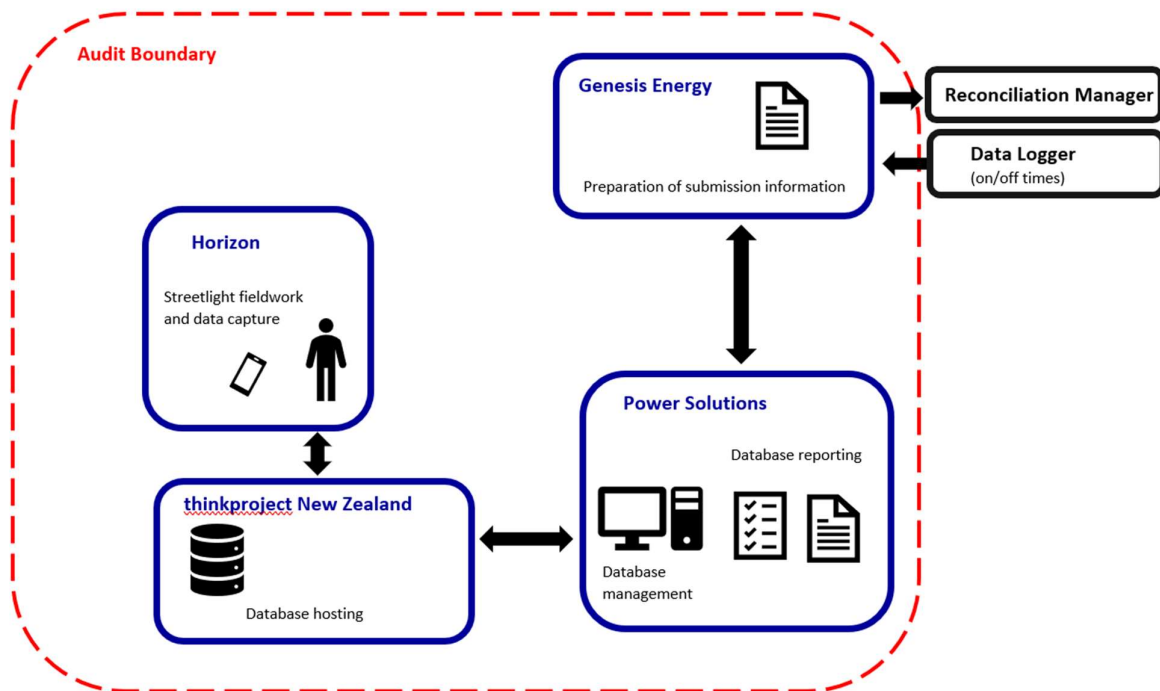 Audit Boundary
Genesis Energy
Preparation of submission information
Reconciliation Manager
Data Logger
(on/off times)
Horizon
Streetlight fieldwork
and data capture
Power Solutions
Database reporting
Database
management
thinkproject New Zealand
Database hosting